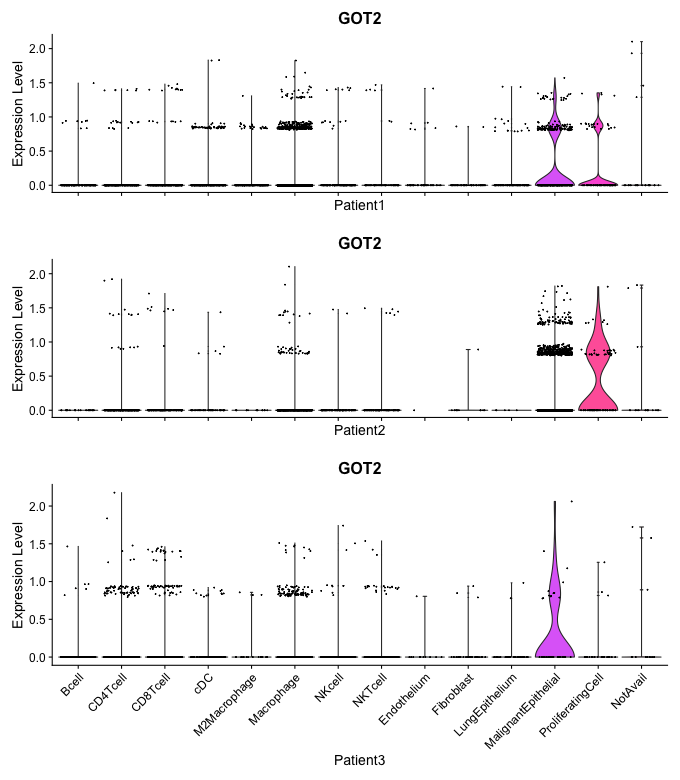 GOT2
Expression Level
2.0
1.5
1.0
0.5
0.0
Patient1
GOT2
Expression Level
2.0
1.5
1.0
0.5
0.0
Patient2
GOT2
Expression Level
2.0
1.5
1.0
0.5
0.0
Bcell
CD4Tcell
CD8Tcell
cDC
M2Macrophage
Macrophage
NKcell
NKTcell
Endothelium
Fibroblast
LungEpithelium
MalignantEpithelial
ProliferatingCell
NotAvail
Patient3